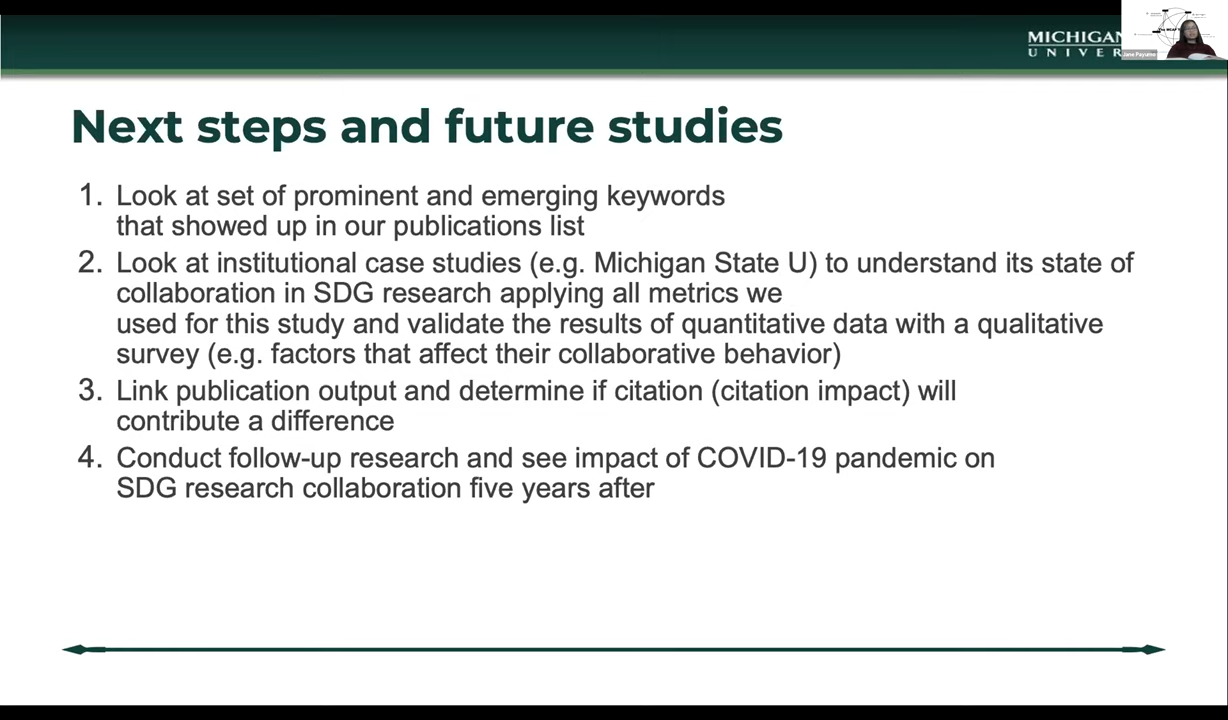 MICHIGAN
UNIVER
Jane Payumo
Next steps and future studies
1. Look at set of prominent and emerging keywords
that showed up in our publications list
2. Look at institutional case studies (e.g. Michigan State U) to understand its state of
collaboration in SDG research applying all metrics we
used for this study and validate the results of quantitative data with a qualitative
survey (e.g. factors that affect their collaborative behavior)
3. Link publication output and determine if citation (citation impact) will
contribute a difference
4. Conduct follow-up research and see impact of COVID-19 pandemic on
SDG research collaboration five years after